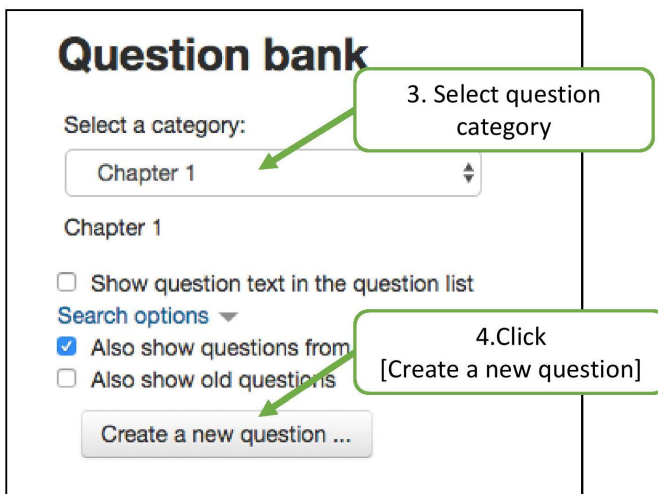 Question bank
3. Select question
category
Select a category:
Chapter 1
Chapter 1
Show question text in the question list
Search options
Also show questions from
4.Click
[Create a new question]
Also show old questions
Create a new question ...